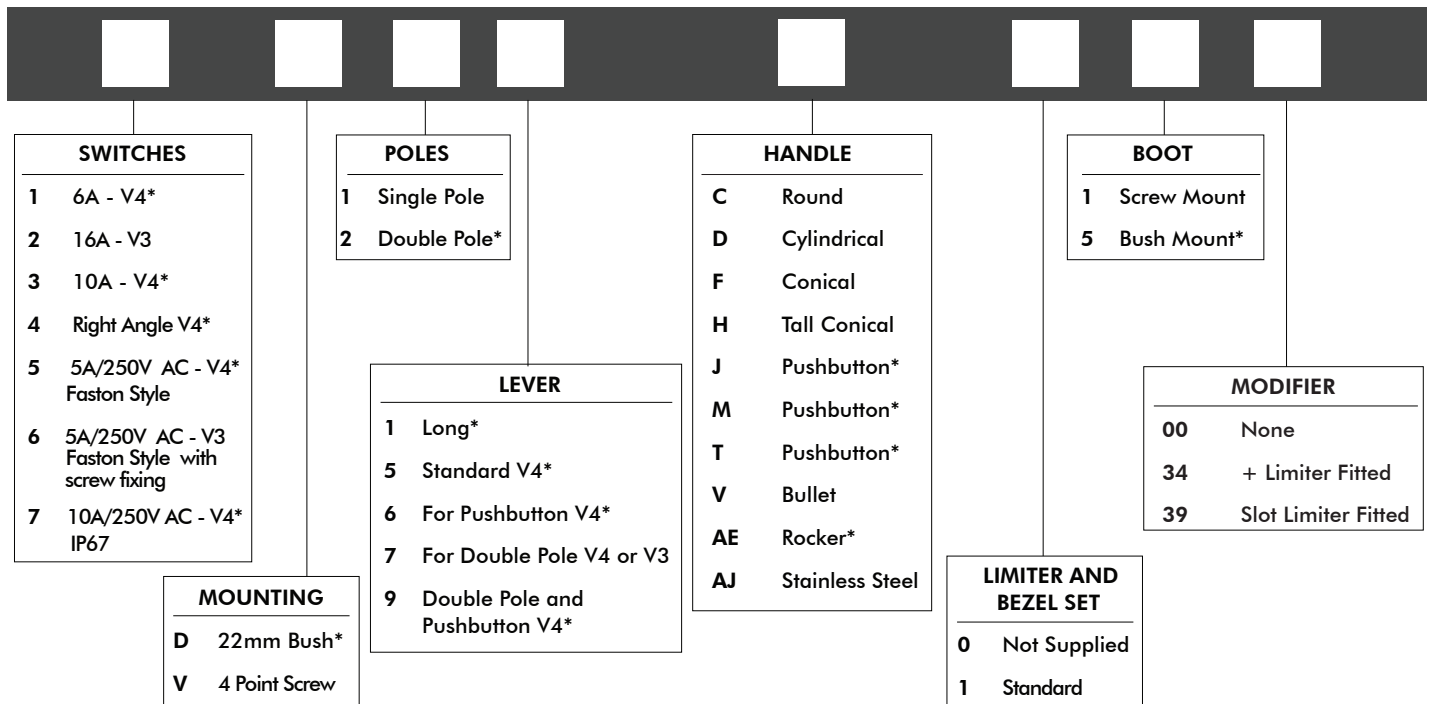 SWITCHES
1 6A - V4*
2 16A - V3
3 10A - V4*
4 Right Angle V4*
5 5A/250V AC - V4*
Faston Style
6 5A/250V AC - V3
Faston Style with
screw fixing
7 10A/250V AC - V4*
IP67
MOUNTING
D 22mm Bush*
V 4 Point Screw
POLES
1 Single Pole
2 Double Pole*
LEVER
1 Long*
5 Standard V4*
6 For Pushbutton V4*
7 For Double Pole V4 or V3
9 Double Pole and
Pushbutton V4*
HANDLE
C Round
D Cylindrical
F Conical
H Tall Conical
J Pushbutton*
M Pushbutton*
T Pushbutton*
V Bullet
AE Rocker*
AJ Stainless Steel
LIMITER AND
BEZEL SET
0 Not Supplied
1 Standard
BOOT
1 Screw Mount
5 Bush Mount*
MODIFIER
00 None
34 + Limiter Fitted
39 Slot Limiter Fitted